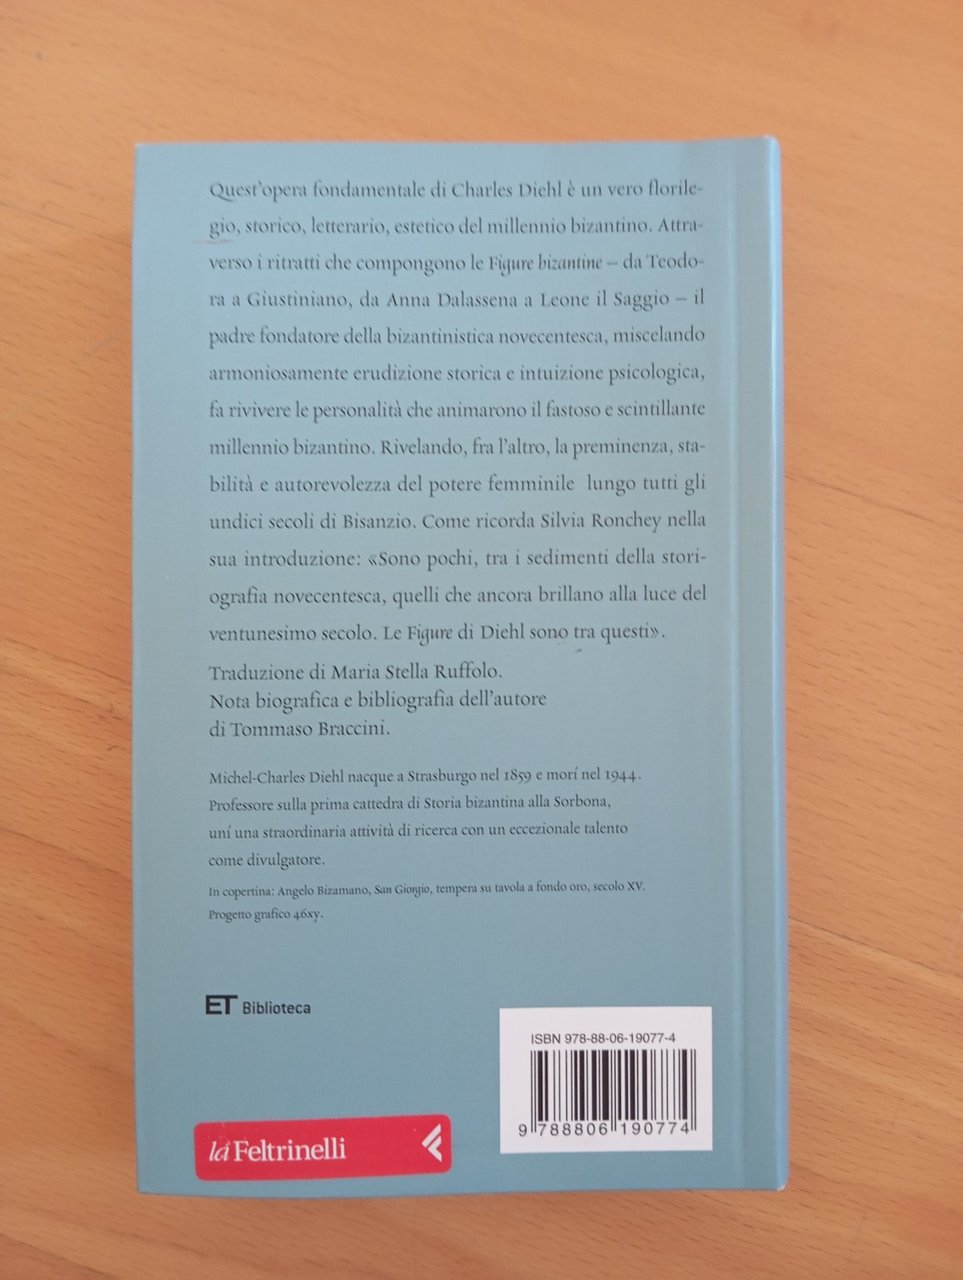 Quest'opera fondamentale di Charles Diehl è un vero florile-
gio, storico, letterario, estetico del millennio bizantino. Attra-
verso i ritratti che compongono le Figure bizantine – da Teodo-
ra a Giustiniano, da Anna Dalassena a Leone il Saggio – il
padre fondatore della bizantinistica novecentesca, miscelando
armoniosamente erudizione storica e intuizione psicologica,
fa rivivere le personalità che animarono il fastoso e scintillante
millennio bizantino. Rivelando, fra l'altro, la preminenza, sta-
bilità e autorevolezza del potere femminile lungo tutti gli
undici secoli di Bisanzio. Come ricorda Silvia Ronchey nella
sua introduzione: «Sono pochi, tra i sedimenti della stori-
ografia novecentesca, quelli che ancora brillano alla luce del
ventunesimo secolo. Le Figure di Diehl sono tra questi».
Traduzione di Maria Stella Ruffolo.
Nota biografica e bibliografia dell'autore
di Tommaso Braccini.
Michel-Charles Diehl nacque a Strasburgo nel 1859 e morí nel 1944.
Professore sulla prima cattedra di Storia bizantina alla Sorbona,
uní una straordinaria attività di ricerca con un eccezionale talento
come divulgatore.
In copertina: Angelo Bizamano, San Giorgio, tempera su tavola a fondo oro, secolo XV.
Progetto grafico 46xy.
ET Biblioteca
ISBN 978-88-06-19077-4
9 788806 190774
la Feltrinelli